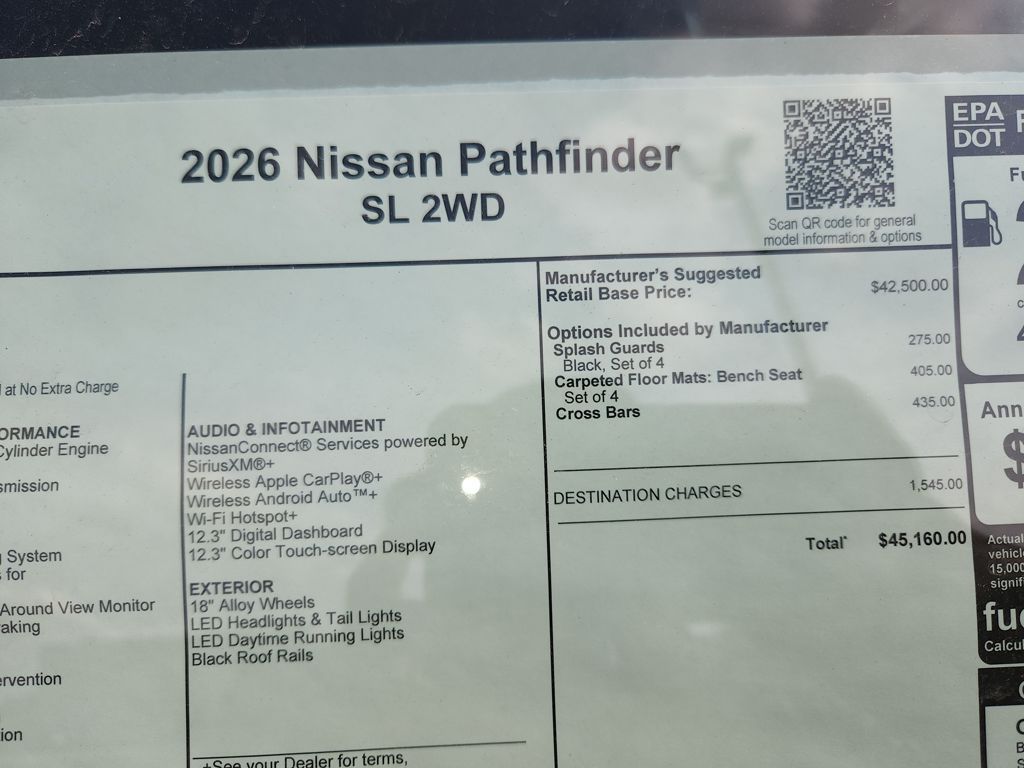 2026 Nissan Pathfinder
SL 2WD
Scan QR code for general
model information & options
EPA
DOT
Manufacturer's Suggested
Retail Base Price: $42,500.00
Options Included by Manufacturer
Splash Guards 275.00
Black, Set of 4
Carpeted Floor Mats: Bench Seat 405.00
Set of 4
Cross Bars 435.00
DESTINATION CHARGES 1,545.00
Total* $45,160.00
at No Extra Charge
ORMANCE
Cylinder Engine
smission
System
for
Around View Monitor
aking
ervention
ion
AUDIO & INFOTAINMENT
NissanConnect® Services powered by
SiriusXM®+
Wireless Apple CarPlay®+
Wireless Android Auto™+
Wi-Fi Hotspot+
12.3" Digital Dashboard
12.3" Color Touch-screen Display
EXTERIOR
18" Alloy Wheels
LED Headlights & Tail Lights
LED Daytime Running Lights
Black Roof Rails
+See your Dealer for terms,
Fu
Ann
$
Actual
vehicl
15,000
signif
fue
Calcul